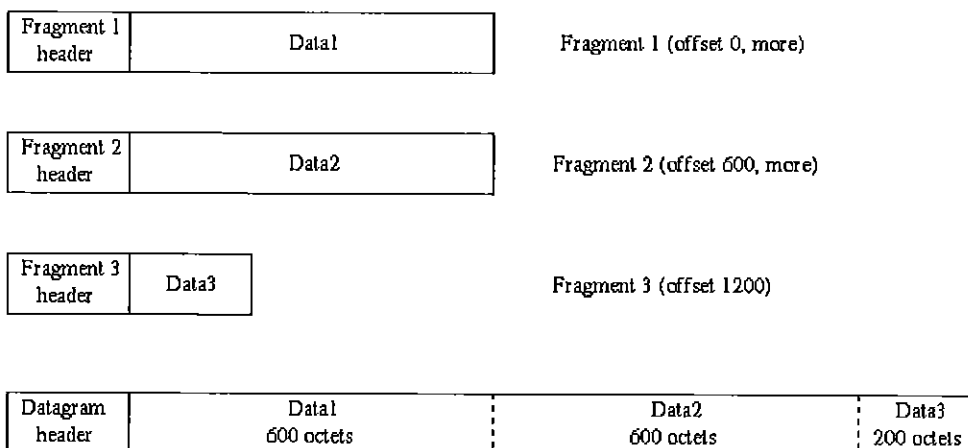 Fragment 1
header
Data1
Fragment 1 (offset 0, more)
Fragment 2
header
Data2
Fragment 2 (offset 600, more)
Fragment 3
header
Data3
Fragment 3 (offset 1200)
Datagram
header
Data1
600 octets
Data2
600 octets
Data3
200 octets